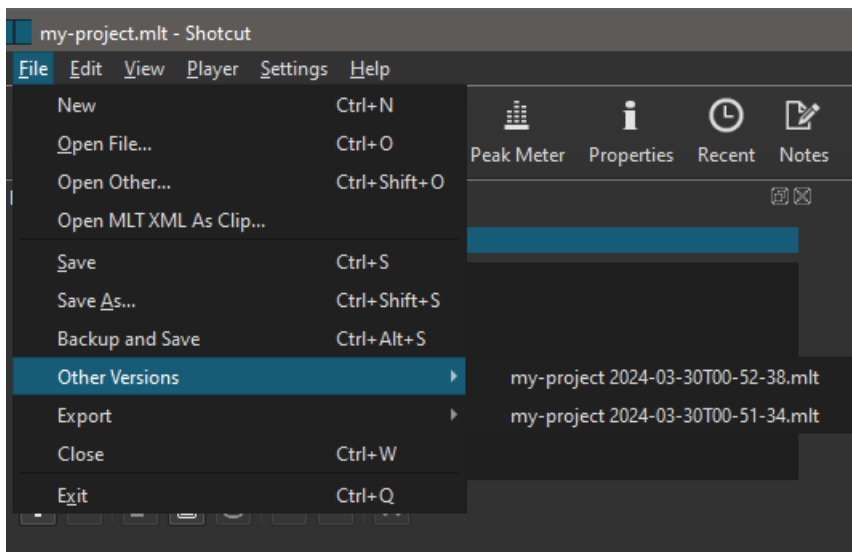 my-project.mlt - Shotcut
File Edit View Player Settings Help
New Ctrl+N
Open File... Ctrl+O
Open Other... Ctrl+Shift+O
Open MLT XML As Clip...
Save Ctrl+S
Save As... Ctrl+Shift+S
Backup and Save Ctrl+Alt+S
Other Versions
Export
Close Ctrl+W
Exit Ctrl+Q
Peak Meter Properties Recent Notes
my-project 2024-03-30T00-52-38.mlt
my-project 2024-03-30T00-51-34.mlt